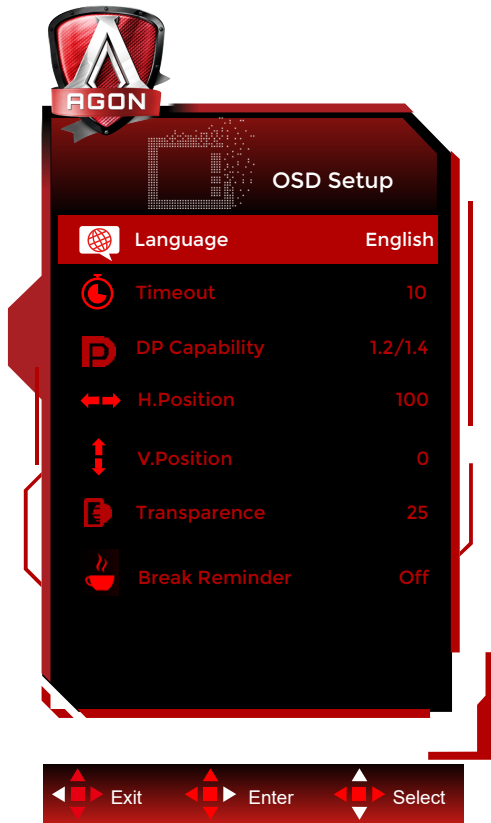 AGON
OSD Setup
Language English
Timeout 10
DP Capability 1.2/1.4
H.Position 100
V.Position 0
Transparence 25
Break Reminder Off
Exit Enter Select